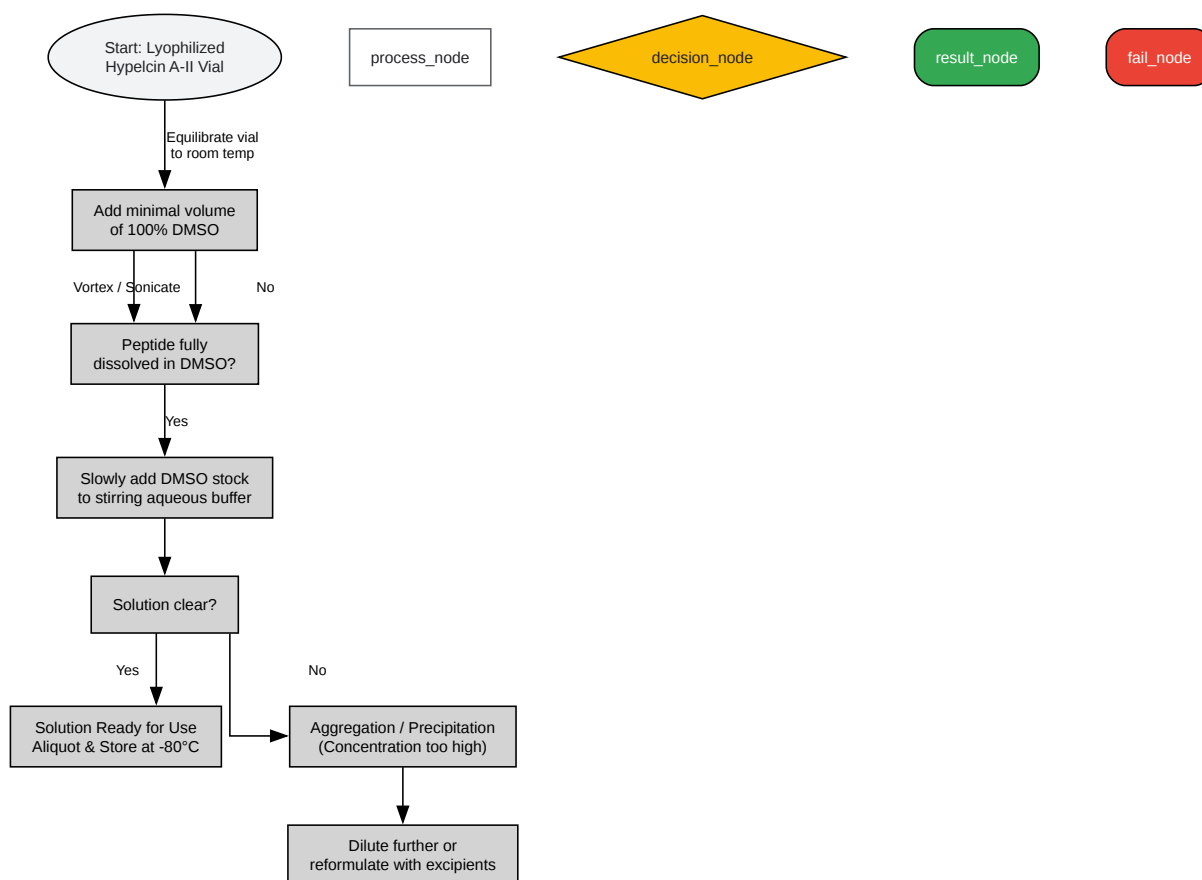 Start: Lyophilized
Hypelcin A-II Vial
process_node
decision_node
result_node
fail_node
Equilibrate vial
to room temp
Add minimal volume
of 100% DMSO
Vortex / Sonicate
No
Peptide fully
dissolved in DMSO?
Yes
Slowly add DMSO stock
to stirring aqueous buffer
Solution clear?
Yes
No
Solution Ready for Use
Aliquot & Store at -80°C
Aggregation / Precipitation
(Concentration too high)
Dilute further or
reformulate with excipients